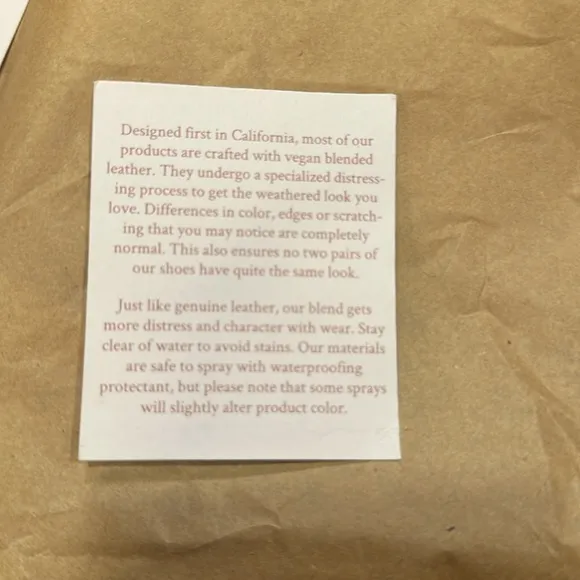 Designed first in California, most of our
products are crafted with vegan blended
leather. They undergo a specialized distress-
ing process to get the weathered look you
love. Differences in color, edges or scratch-
ing that you may notice are completely
normal. This also ensures no two pairs of
our shoes have quite the same look.
Just like genuine leather, our blend gets
more distress and character with wear. Stay
clear of water to avoid stains. Our materials
are safe to spray with waterproofing
protectant, but please note that some sprays
will slightly alter product color.